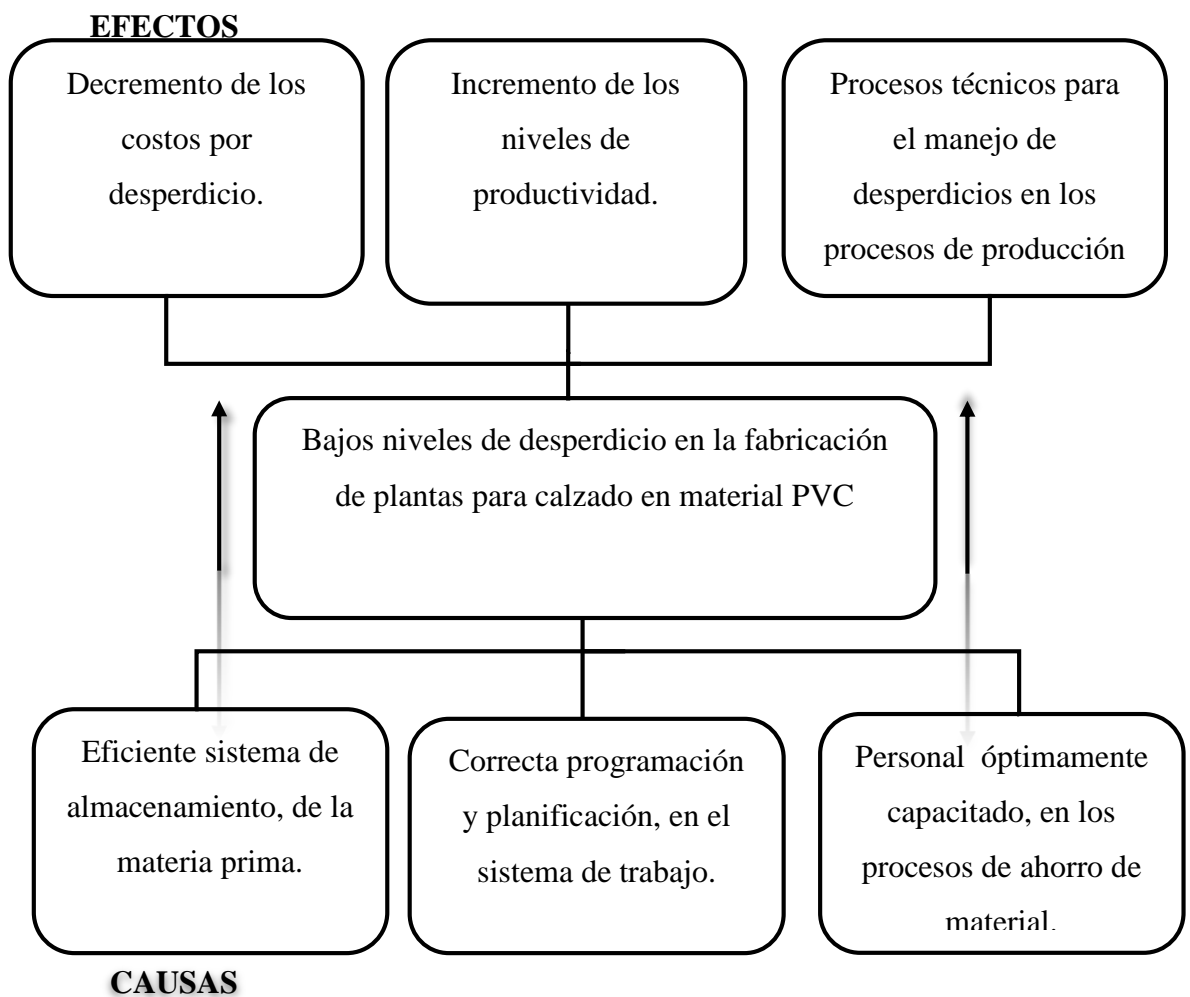 EFECTOS
Decremento de los
costos por
desperdicio.
Incremento de los
niveles de
productividad.
Procesos técnicos para
el manejo de
desperdicios en los
procesos de producción
Bajos niveles de desperdicio en la fabricación
de plantas para calzado en material PVC
Eficiente sistema de
almacenamiento, de la
materia prima.
Correcta programación
y planificación, en el
sistema de trabajo.
Personal óptimamente
capacitado, en los
procesos de ahorro de
material.
CAUSAS